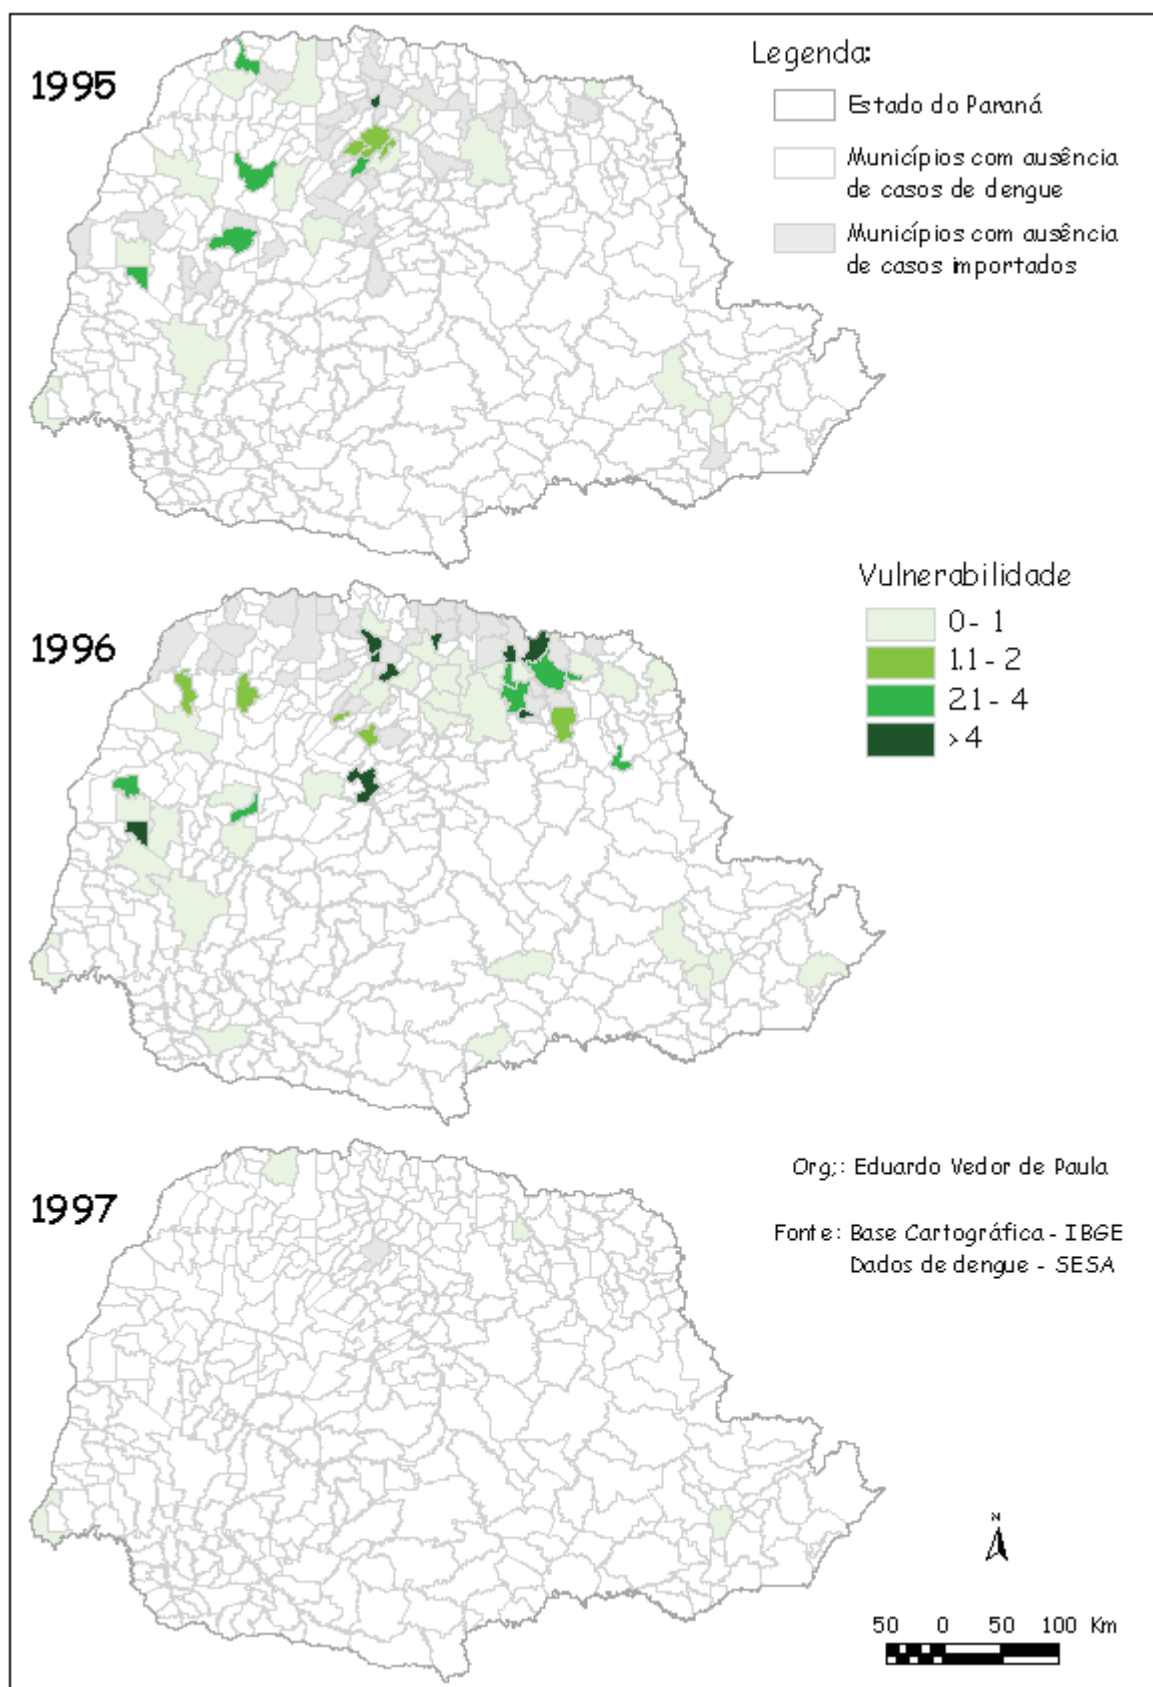 1995
Legenda:
Estado do Paraná
Municípios com ausência
de casos de dengue
Municípios com ausência
de casos importados
1996
Vulnerabilidade
0 - 1
1.1 - 2
2.1 - 4
>4
1997
Org;: Eduardo Vedor de Paula
Fonte: Base Cartográfica - IBGE
Dados de dengue - SESA
N
50 0 50 100 Km